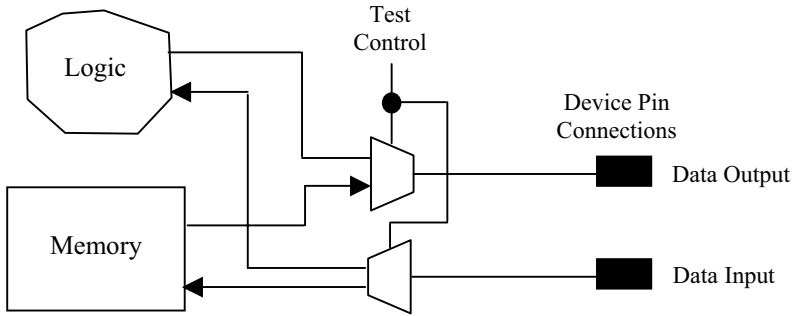 Test
Control
Logic
Device Pin
Connections
Data Output
Memory
Data Input